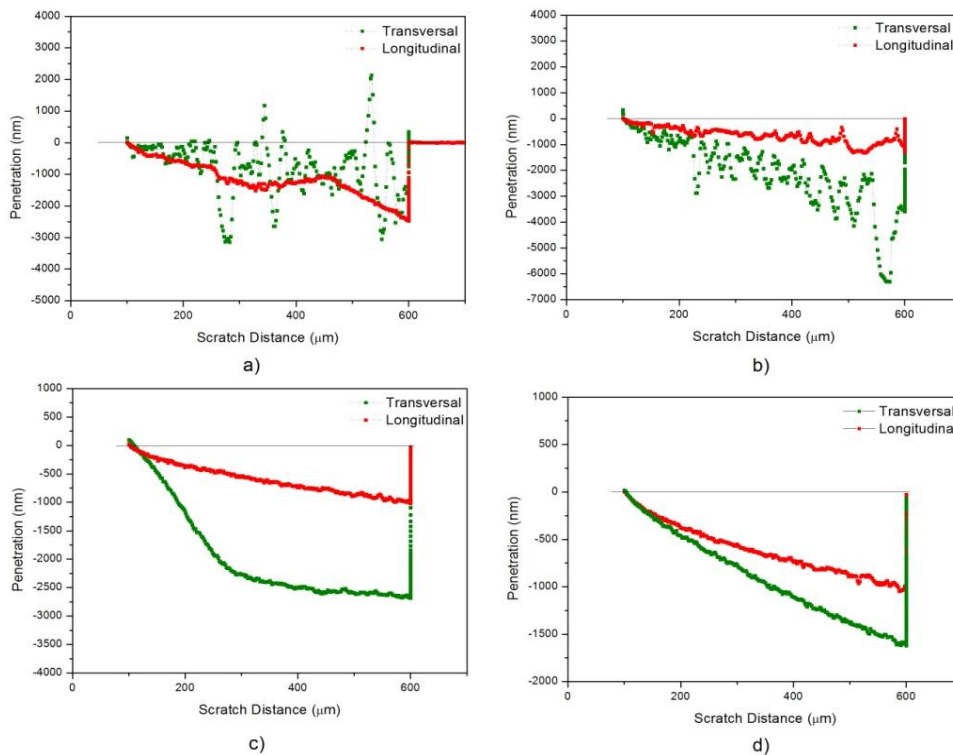 4000
3000
2000
1000
0
-1000
-2000
-3000
-4000
-5000
Penetration (nm)
Transversal
Longitudinal
0 200 400 600
Scratch Distance (μm)
a)
4000
3000
2000
1000
0
-1000
-2000
-3000
-4000
-5000
-6000
-7000
Penetration (nm)
Transversal
Longitudinal
0 200 400 600
Scratch Distance (μm)
b)
1000
500
0
-500
-1000
-1500
-2000
-2500
-3000
-3500
-4000
Penetration (nm)
Transversal
Longitudinal
0 200 400 600
Scratch Distance (μm)
c)
1000
500
0
-500
-1000
-1500
-2000
Penetration (nm)
Transversal
Longitudinal
0 200 400 600
Scratch Distance (μm)
d)